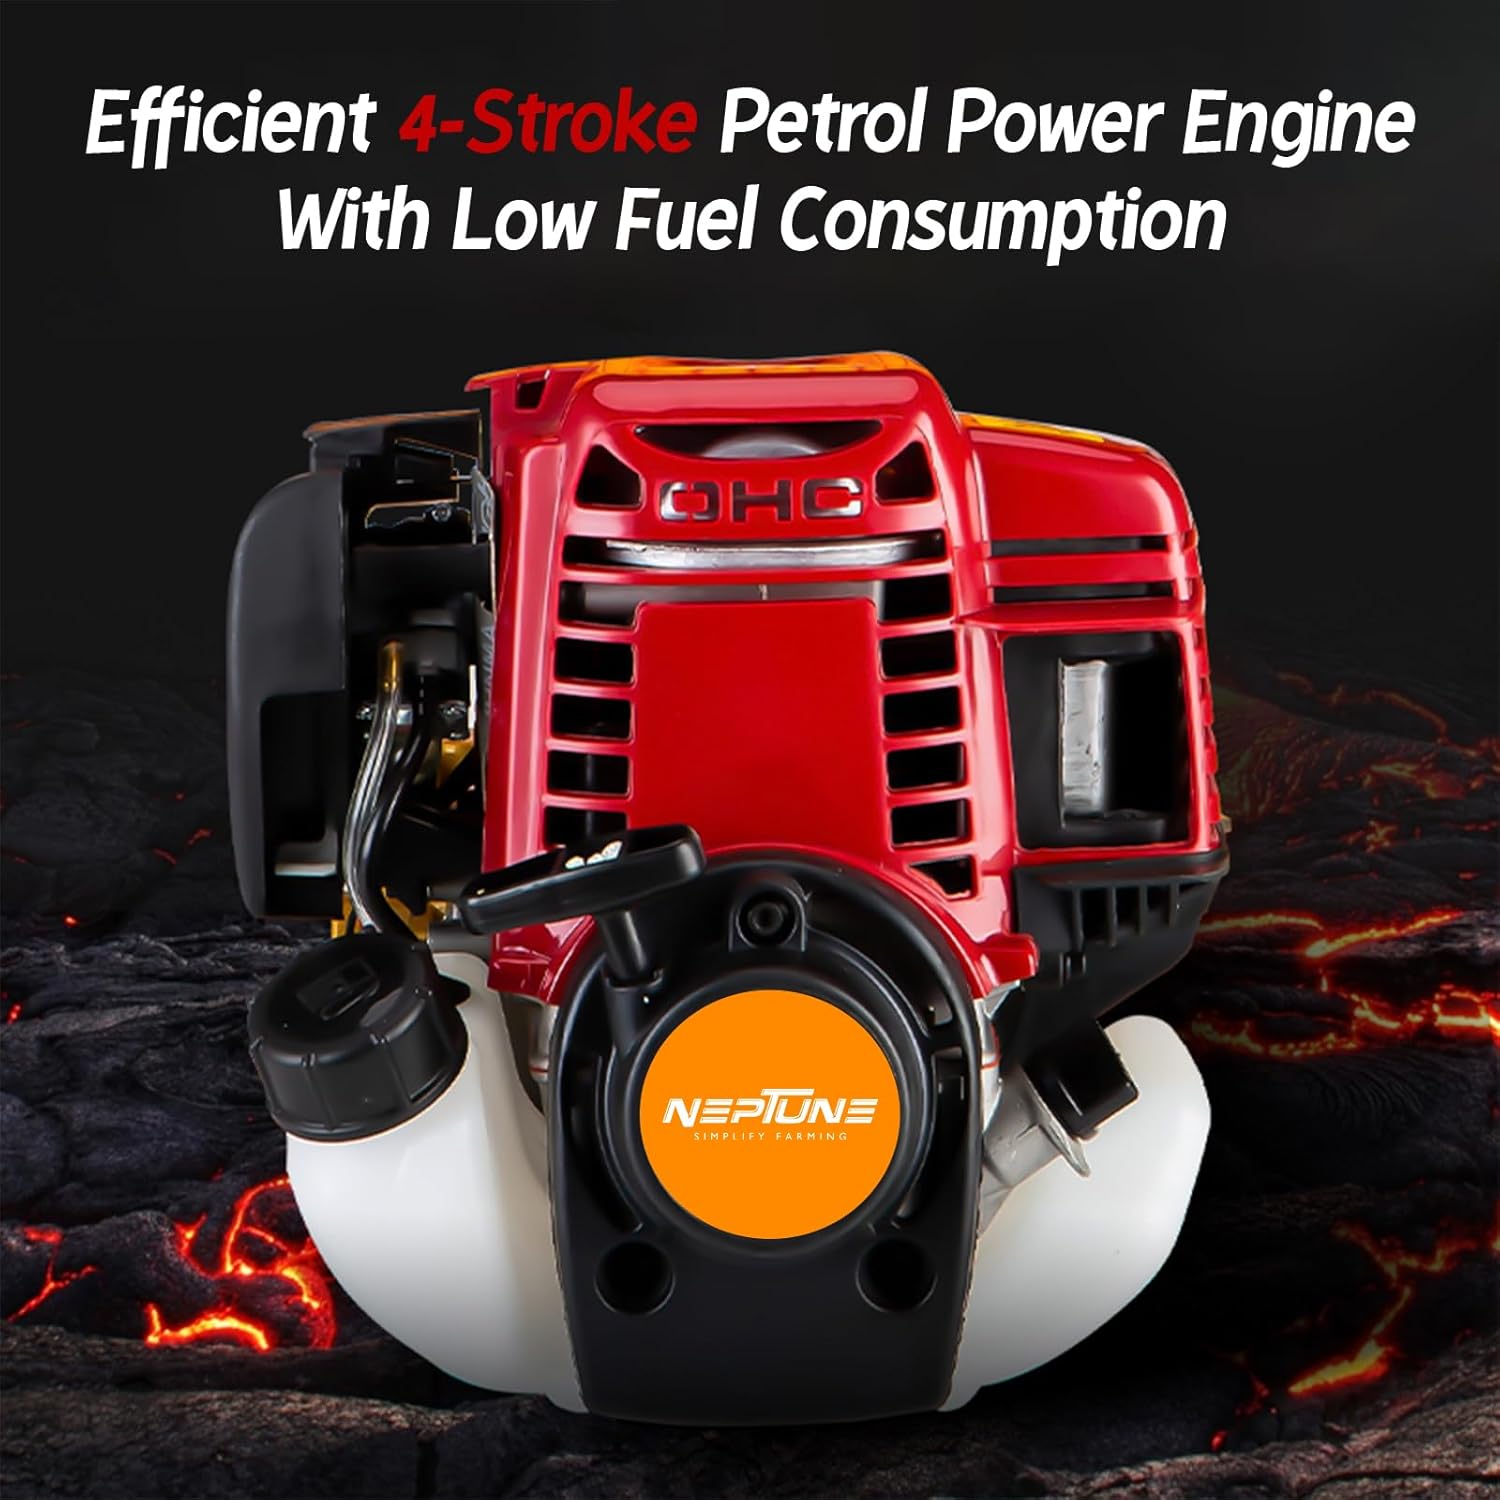 Efficient 4-Stroke Petrol Power Engine
With Low Fuel Consumption
OHC
NEPTUNE
SIMPLIFY FARMING